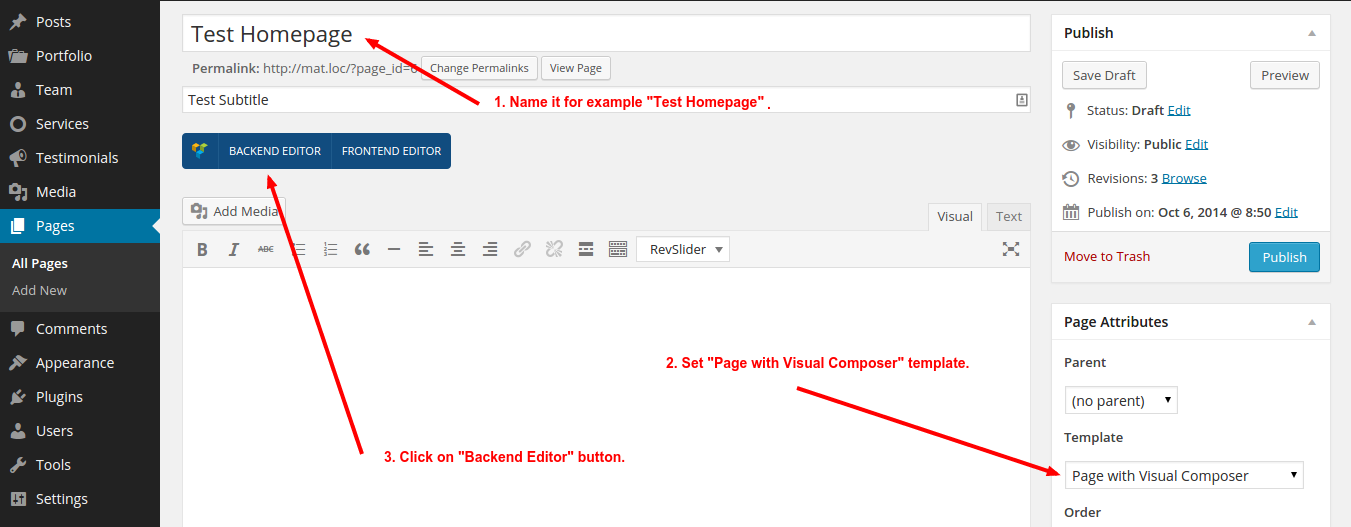 Posts
Portfolio
Team
Services
Testimonials
Media
Pages
All Pages
Add New
Comments
Appearance
Plugins
Users
Tools
Settings
Test Homepage
Permalink: http://mat.loc/?page_id=6 Change Permalinks View Page
Test Subtitle
1. Name it for example "Test Homepage" .
BACKEND EDITOR FRONTEND EDITOR
Add Media
Visual Text
B I ABC RevSlider
2. Set "Page with Visual Composer" template.
3. Click on "Backend Editor" button.
Publish
Save Draft Preview
Status: Draft Edit
Visibility: Public Edit
Revisions: 3 Browse
Publish on: Oct 6, 2014 @ 8:50 Edit
Move to Trash Publish
Page Attributes
Parent
(no parent)
Template
Page with Visual Composer
Order